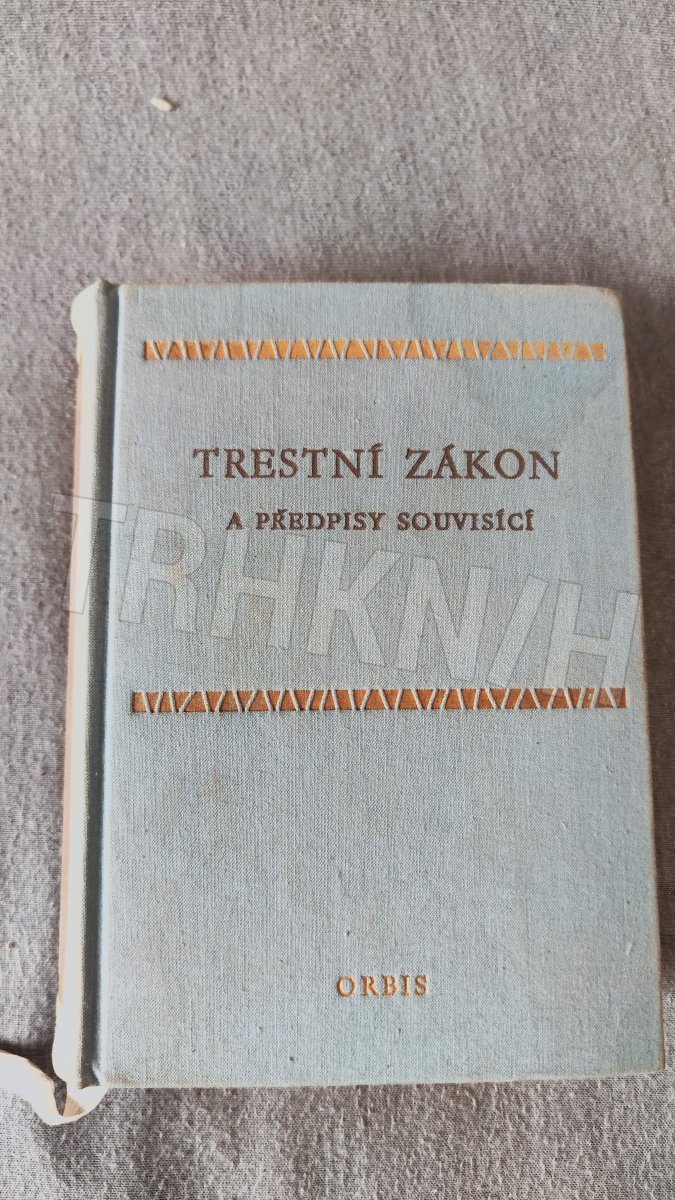 TRESTNÍ ZÁKON
A PŘEDPISY SOUVISÍCÍ
TRHKNIH
ORBIS